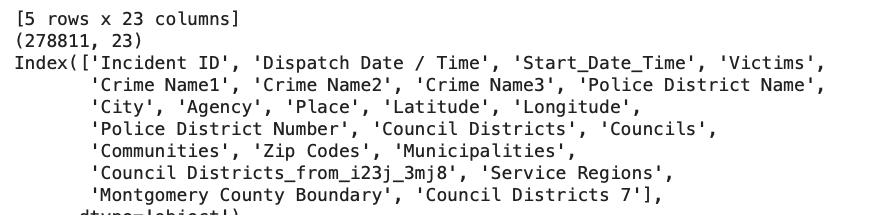 [5 rows x 23 columns]
(278811, 23)
Index(['Incident ID', 'Dispatch Date / Time', 'Start_Date_Time', 'Victims',
'Crime Name1', 'Crime Name2', 'Crime Name3', 'Police District Name',
'City', 'Agency', 'Place', 'Latitude', 'Longitude',
'Police District Number', 'Council Districts', 'Councils',
'Communities', 'Zip Codes', 'Municipalities',
'Council Districts_from_i23j_3mj8', 'Service Regions',
'Montgomery County Boundary', 'Council Districts 7'],
dtype='object')